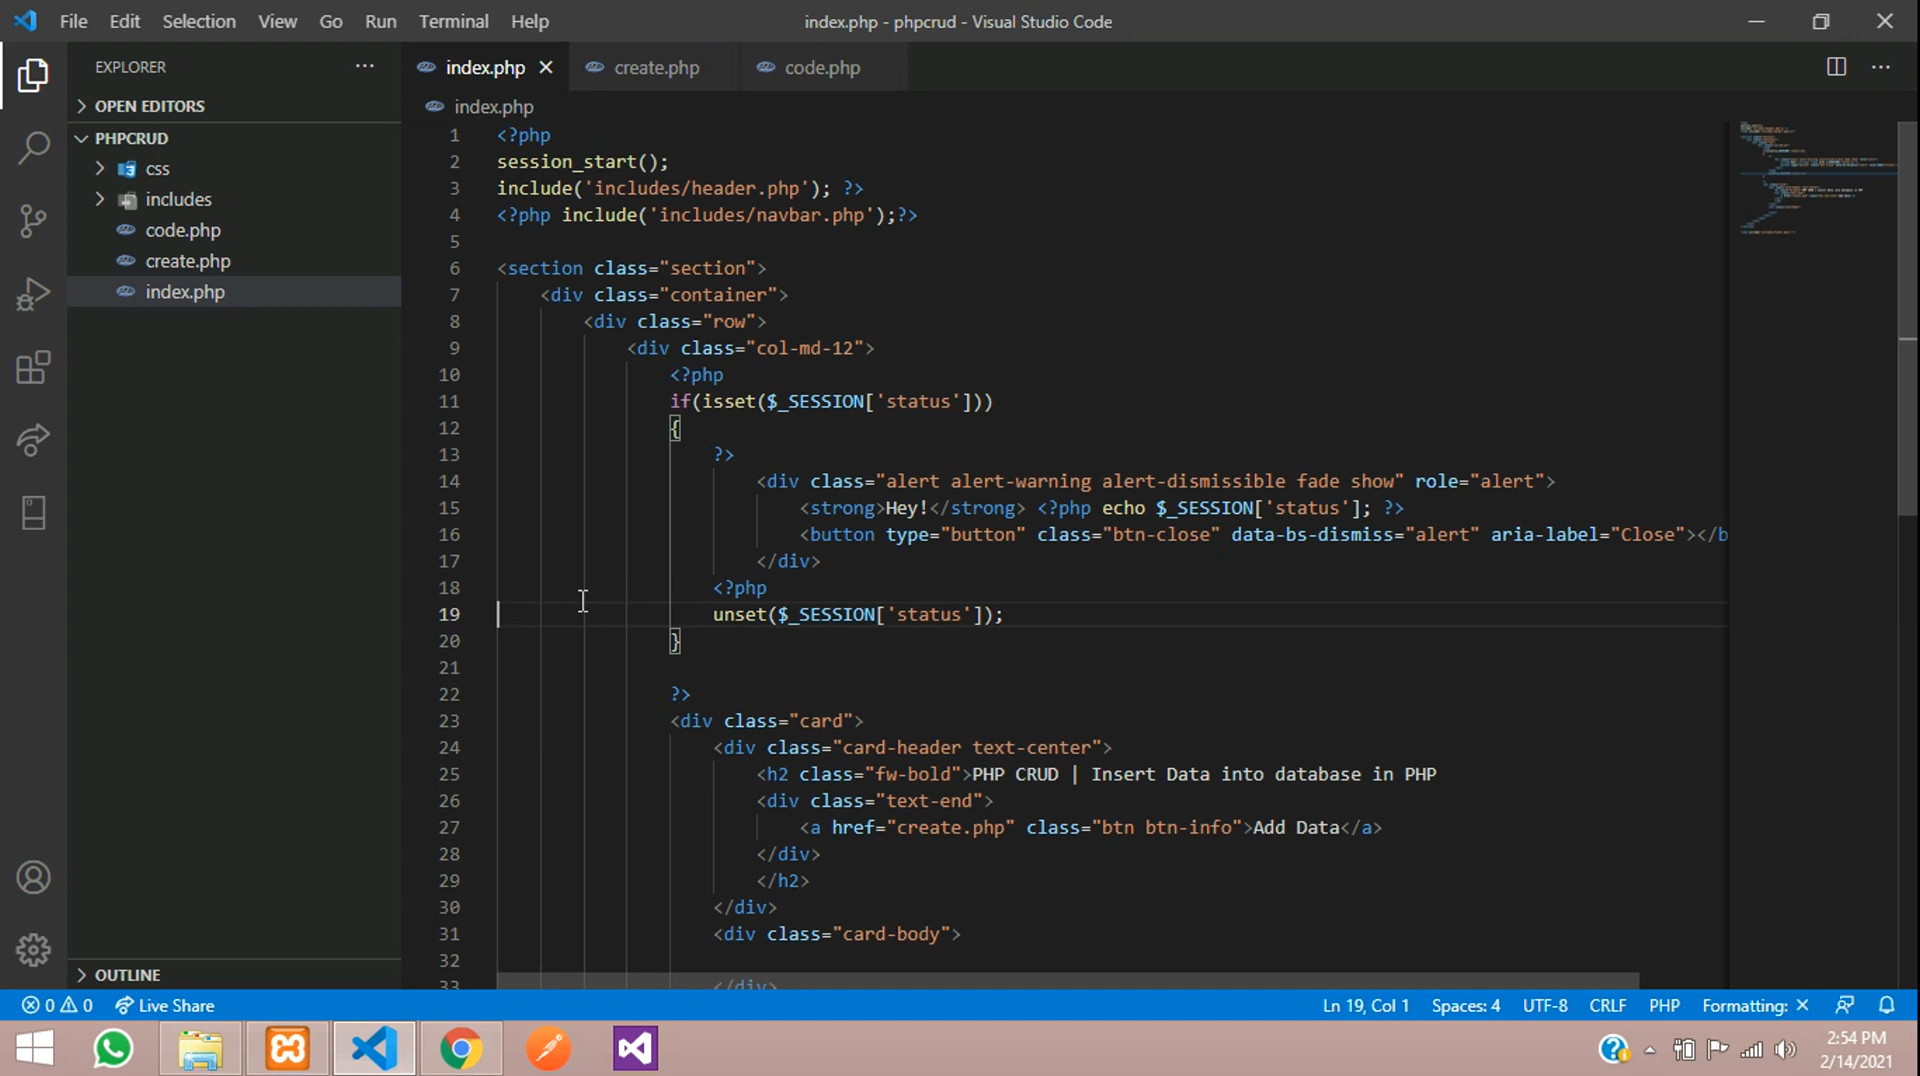 File Edit Selection View Go Run Terminal Help
index.php - phpcrud - Visual Studio Code
EXPLORER
OPEN EDITORS
PHPCRUD
css
includes
code.php
create.php
index.php
OUTLINE
index.php create.php code.php
index.php
1 <?php
2 session_start();
3 include('includes/header.php'); ?>
4 <?php include('includes/navbar.php');?>
5
6 <section class="section">
7 <div class="container">
8 <div class="row">
9 <div class="col-md-12">
10 <?php
11 if(isset($_SESSION['status']))
12 {
13 ?>
14 <div class="alert alert-warning alert-dismissible fade show" role="alert">
15 <strong>Hey!</strong> <?php echo $_SESSION['status']; ?>
16 <button type="button" class="btn-close" data-bs-dismiss="alert" aria-label="Close"></b
17 </div>
18 <?php
19 unset($_SESSION['status']);
20 }
21
22 ?>
23 <div class="card">
24 <div class="card-header text-center">
25 <h2 class="fw-bold">PHP CRUD | Insert Data into database in PHP
26 <div class="text-end">
27 <a href="create.php" class="btn btn-info">Add Data</a>
28 </div>
29 </h2>
30 </div>
31 <div class="card-body">
32
33 </div>
0 0 Live Share
Ln 19, Col 1 Spaces: 4 UTF-8 CRLF PHP Formatting: ×
2:54 PM
2/14/2021